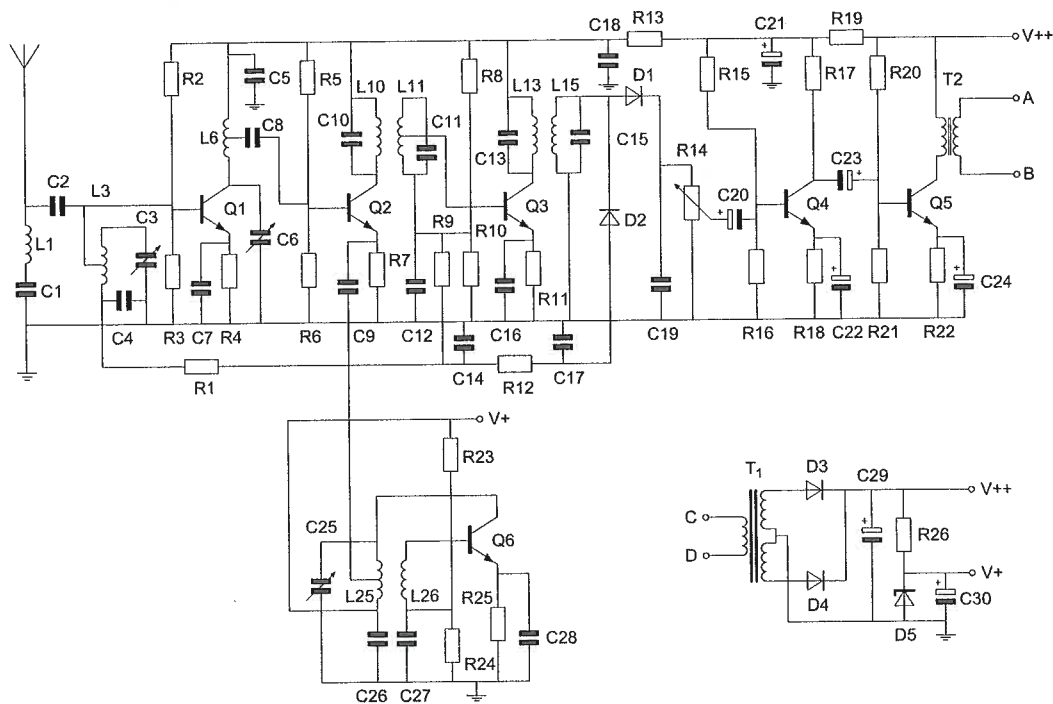 C18 R13 C21 R19
V++
R2 C5 R5 L10 L11 R8 L13 L15 D1 R15 R17 R20 T2
A
C8 L6 C10 C11 C13 C15 R14 C23
B
C2 L3 Q1 Q2 Q3 C20 Q4 Q5
L1 C3 C6 R9 R10 D2
R7 R11 C24
C1 C4 R3 C7 R4 R6 C9 C12 C16 C19 R16 R18 C22 R21 R22
R1 C14 R12 C17
V+
R23
T1 D3 C29
V++
C25 Q6 C R26
D
L25 L26 R25 D4 V+
C30
D5
C28
R24
C26 C27